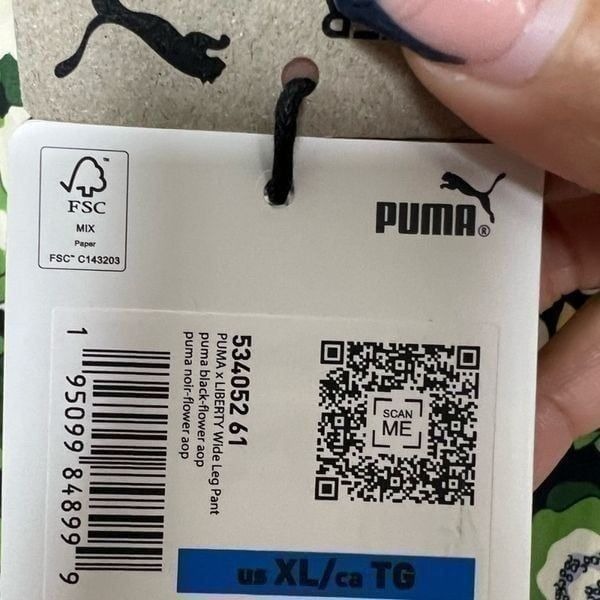 FSC
MIX
Paper
FSC™ C143203
PUMA®
534052 61
PUMA x LIBERTY Wide Leg Pant
puma black-flower aop
puma noir-flower aop
1 95099 84899 9
SCAN
ME
us XL/ca TG